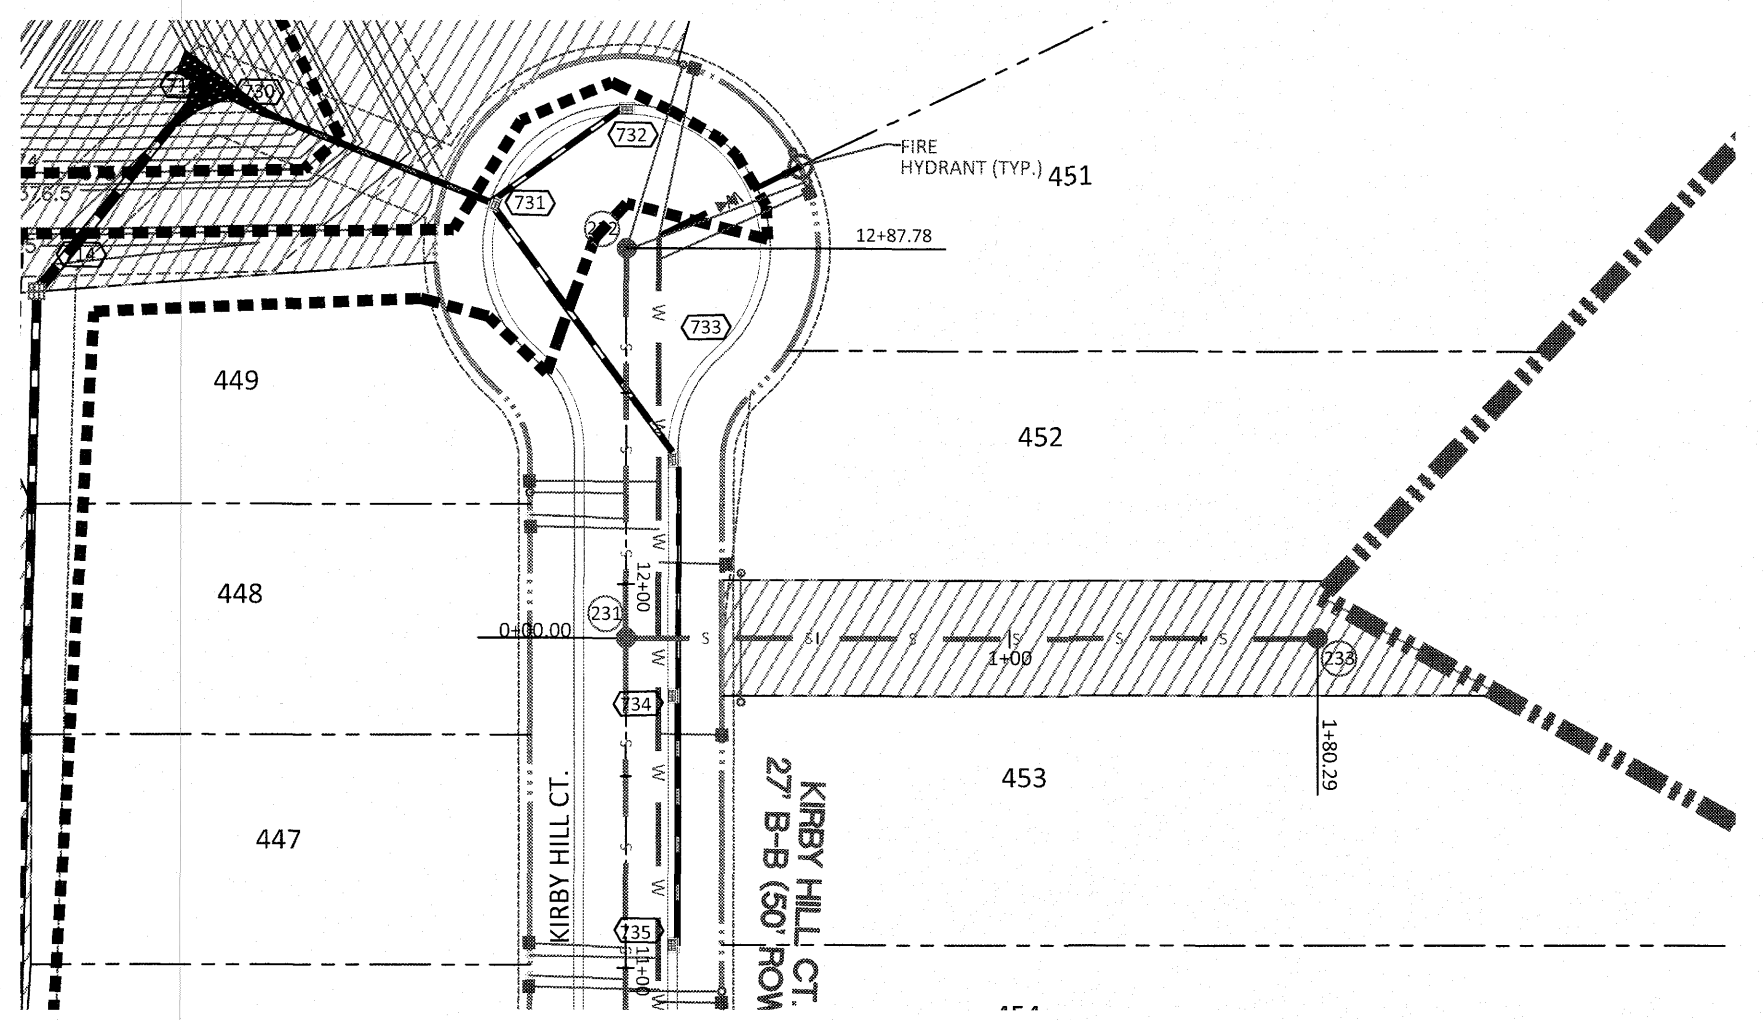 730
732
FIRE
HYDRANT (TYP.)
451
731
12+87.78
14
W
733
449
S
452
W
S
W
448
S
12+00
231
0+00.00
S
S
S
S
S
S
W
1+00
233
734
1+80.29
S
W
453
KIRBY HILL CT.
27' B-B (50' ROW
KIRBY HILL CT.
447
S
W
W
735
S
11+00
W